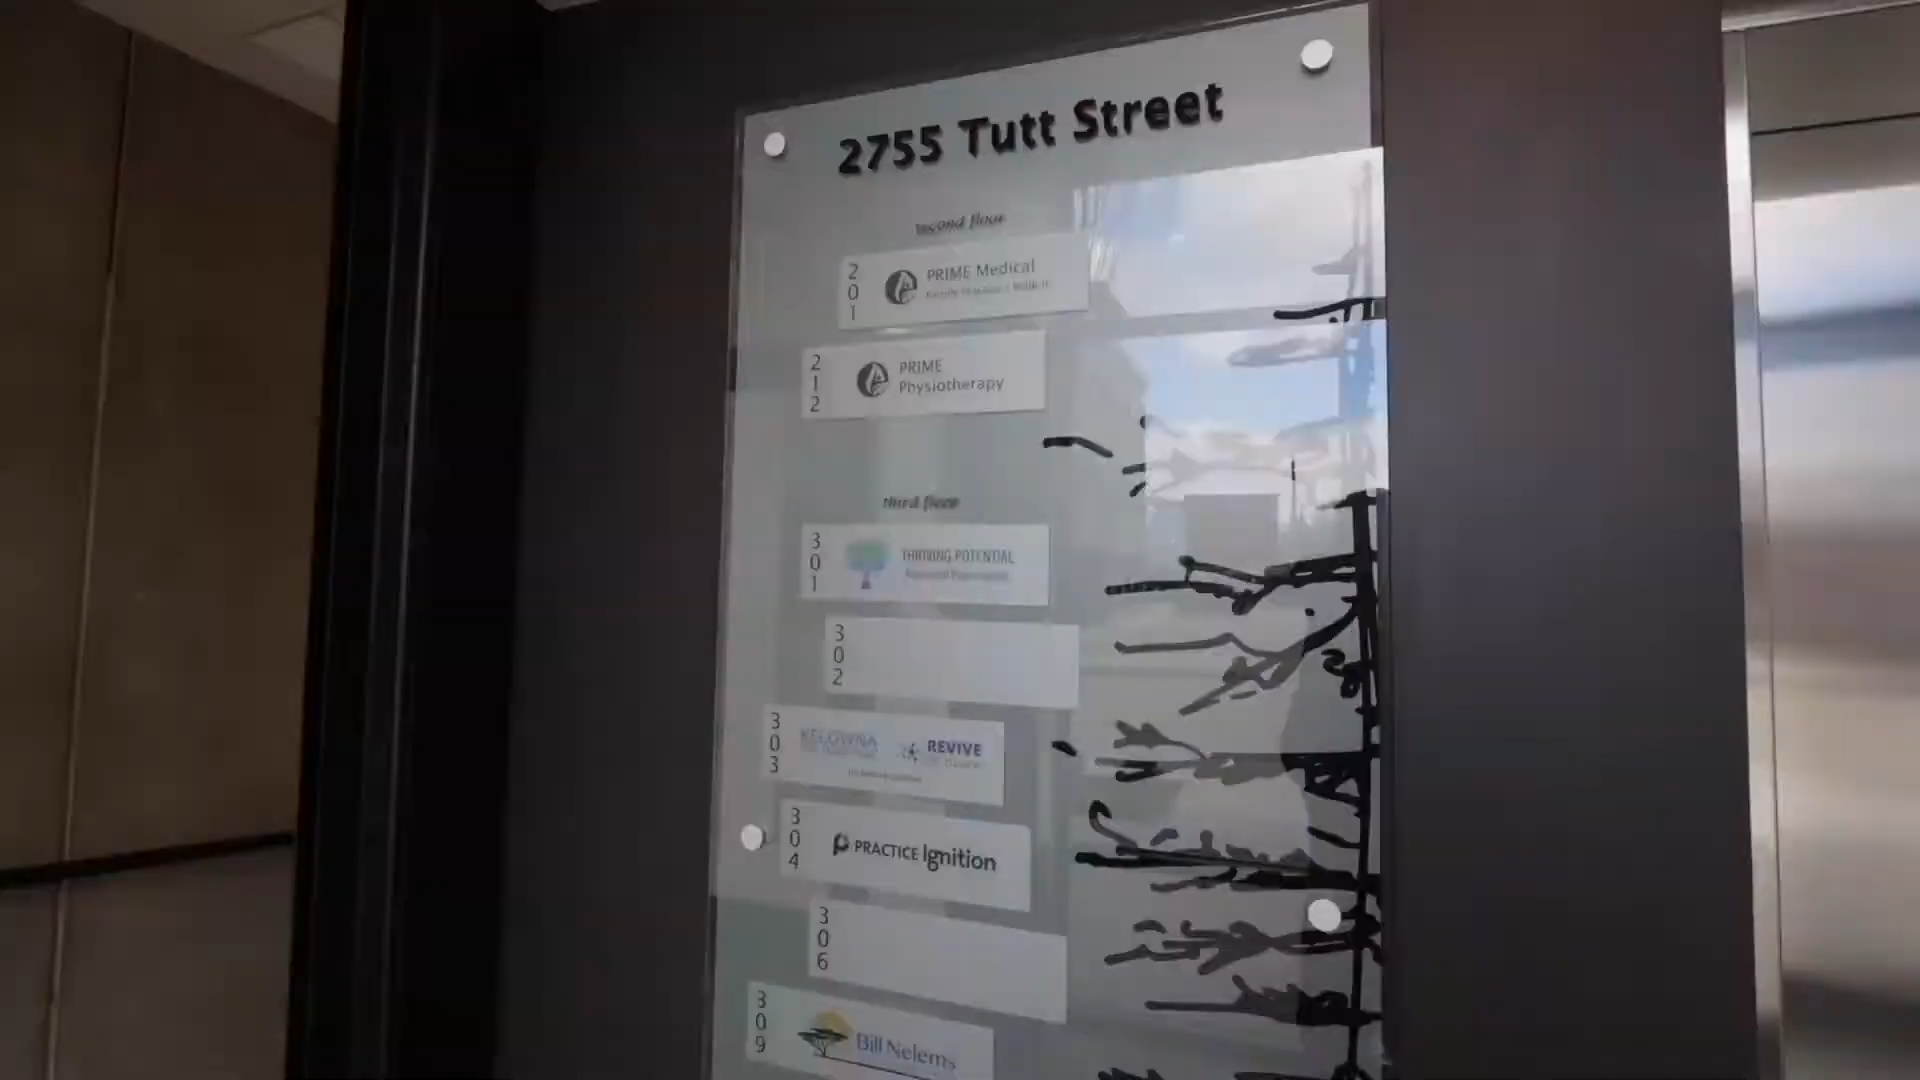 2755 Tutt Street
second floor
201
PRIME Medical
212
PRIME
Physiotherapy
third floor
301
THRIVING POTENTIAL
302
303
KELOWNA
REVIVE
304
PRACTICE Ignition
306
309
Bill Nelems